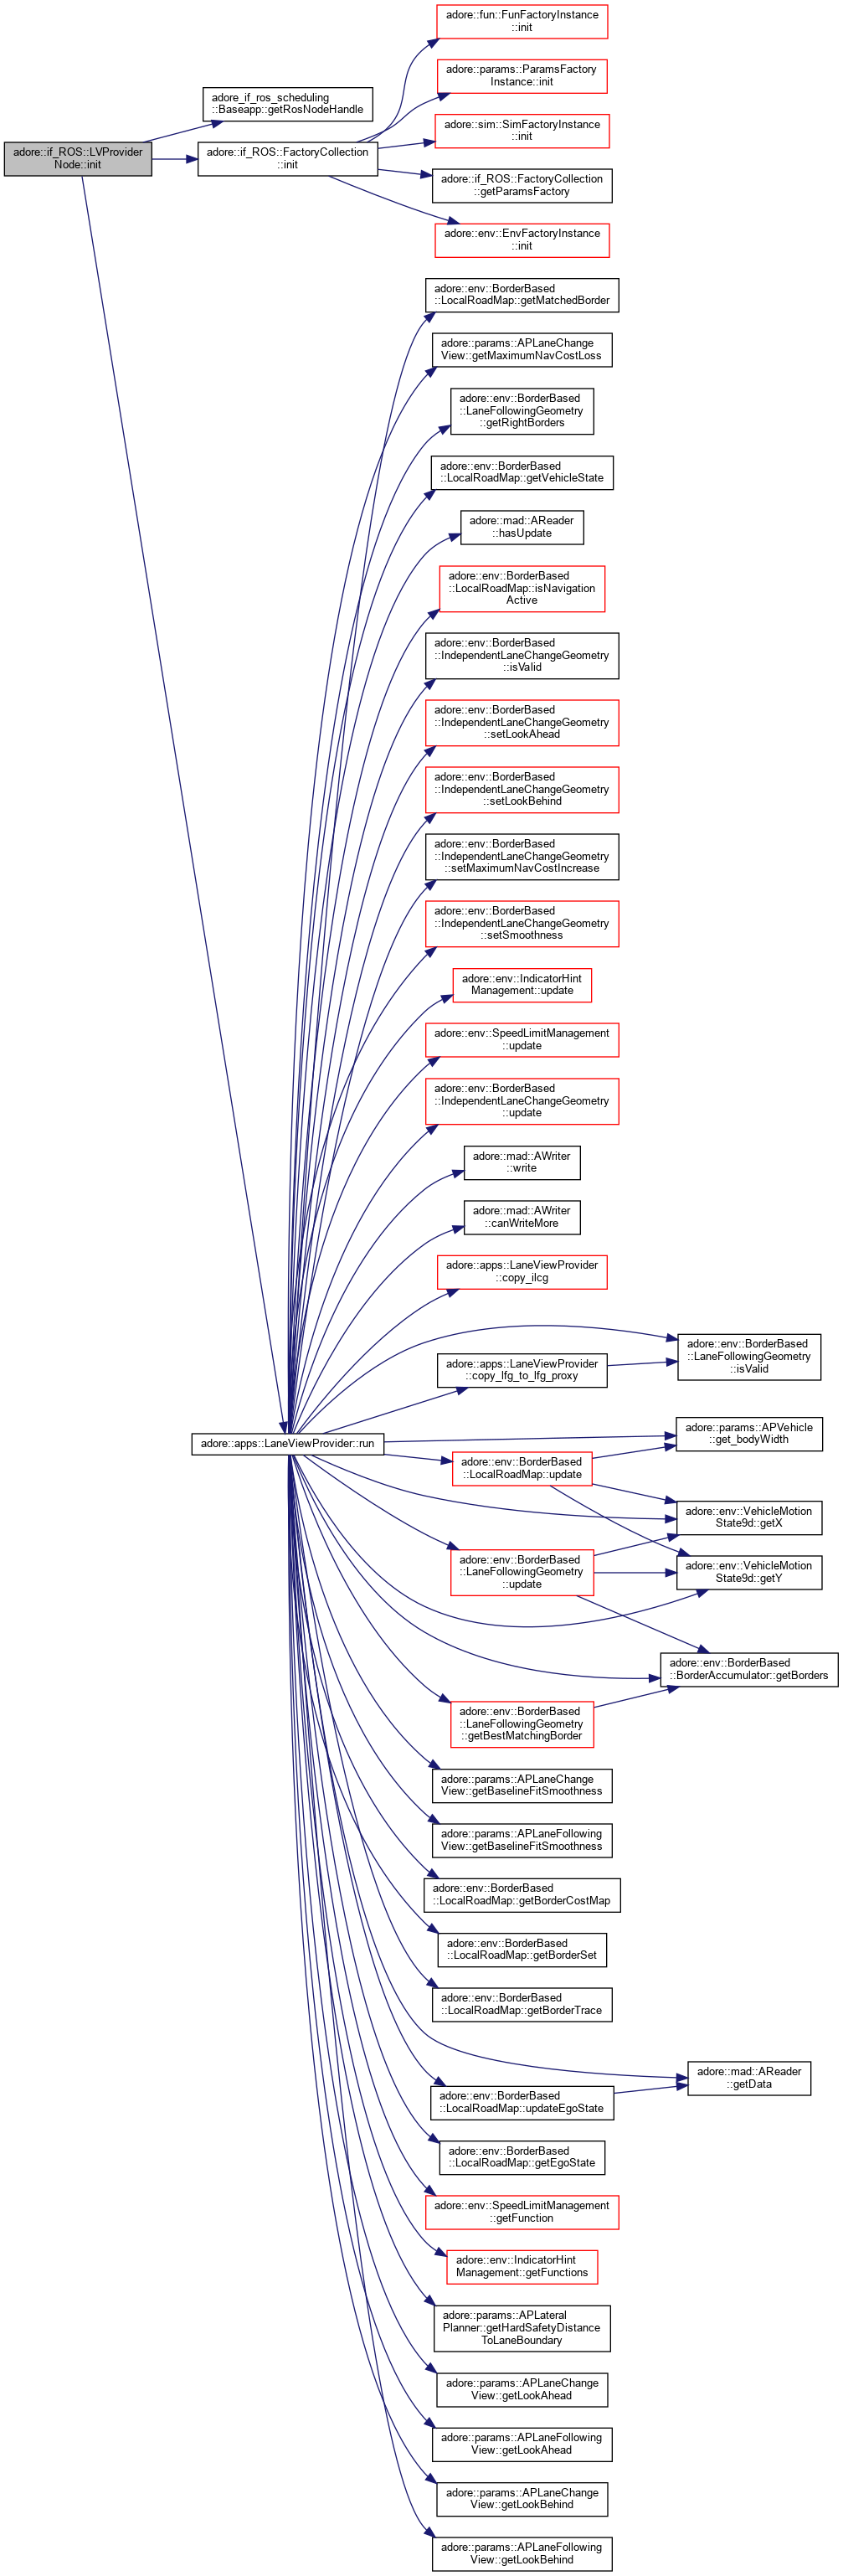 adore::fun::FunFactoryInstance
::init
adore::params::ParamsFactory
Instance::init
adore_if_ros_scheduling
::Baseapp::getRosNodeHandle
adore::sim::SimFactoryInstance
::init
adore::if_ROS::LVProvider
Node::init
adore::if_ROS::FactoryCollection
::init
adore::if_ROS::FactoryCollection
::getParamsFactory
adore::env::EnvFactoryInstance
::init
adore::env::BorderBased
::LocalRoadMap::getMatchedBorder
adore::params::APLaneChange
View::getMaximumNavCostLoss
adore::env::BorderBased
::LaneFollowingGeometry
::getRightBorders
adore::env::BorderBased
::LocalRoadMap::getVehicleState
adore::mad::AReader
::hasUpdate
adore::env::BorderBased
::LocalRoadMap::isNavigation
Active
adore::env::BorderBased
::IndependentLaneChangeGeometry
::isValid
adore::env::BorderBased
::IndependentLaneChangeGeometry
::setLookAhead
adore::env::BorderBased
::IndependentLaneChangeGeometry
::setLookBehind
adore::env::BorderBased
::IndependentLaneChangeGeometry
::setMaximumNavCostIncrease
adore::env::BorderBased
::IndependentLaneChangeGeometry
::setSmoothness
adore::env::IndicatorHint
Management::update
adore::env::SpeedLimitManagement
::update
adore::env::BorderBased
::IndependentLaneChangeGeometry
::update
adore::mad::AWriter
::write
adore::mad::AWriter
::canWriteMore
adore::apps::LaneViewProvider
::copy_ilcg
adore::apps::LaneViewProvider
::copy_lfg_to_lfg_proxy
adore::env::BorderBased
::LaneFollowingGeometry
::isValid
adore::apps::LaneViewProvider::run
adore::params::APVehicle
::get_bodyWidth
adore::env::BorderBased
::LocalRoadMap::update
adore::env::VehicleMotion
State9d::getX
adore::env::BorderBased
::LaneFollowingGeometry
::update
adore::env::VehicleMotion
State9d::getY
adore::env::BorderBased
::BorderAccumulator::getBorders
adore::env::BorderBased
::LaneFollowingGeometry
::getBestMatchingBorder
adore::params::APLaneChange
View::getBaselineFitSmoothness
adore::params::APLaneFollowing
View::getBaselineFitSmoothness
adore::env::BorderBased
::LocalRoadMap::getBorderCostMap
adore::env::BorderBased
::LocalRoadMap::getBorderSet
adore::env::BorderBased
::LocalRoadMap::getBorderTrace
adore::mad::AReader
::getData
adore::env::BorderBased
::LocalRoadMap::updateEgoState
adore::env::BorderBased
::LocalRoadMap::getEgoState
adore::env::SpeedLimitManagement
::getFunction
adore::env::IndicatorHint
Management::getFunctions
adore::params::APLateral
Planner::getHardSafetyDistance
ToLaneBoundary
adore::params::APLaneChange
View::getLookAhead
adore::params::APLaneFollowing
View::getLookAhead
adore::params::APLaneChange
View::getLookBehind
adore::params::APLaneFollowing
View::getLookBehind